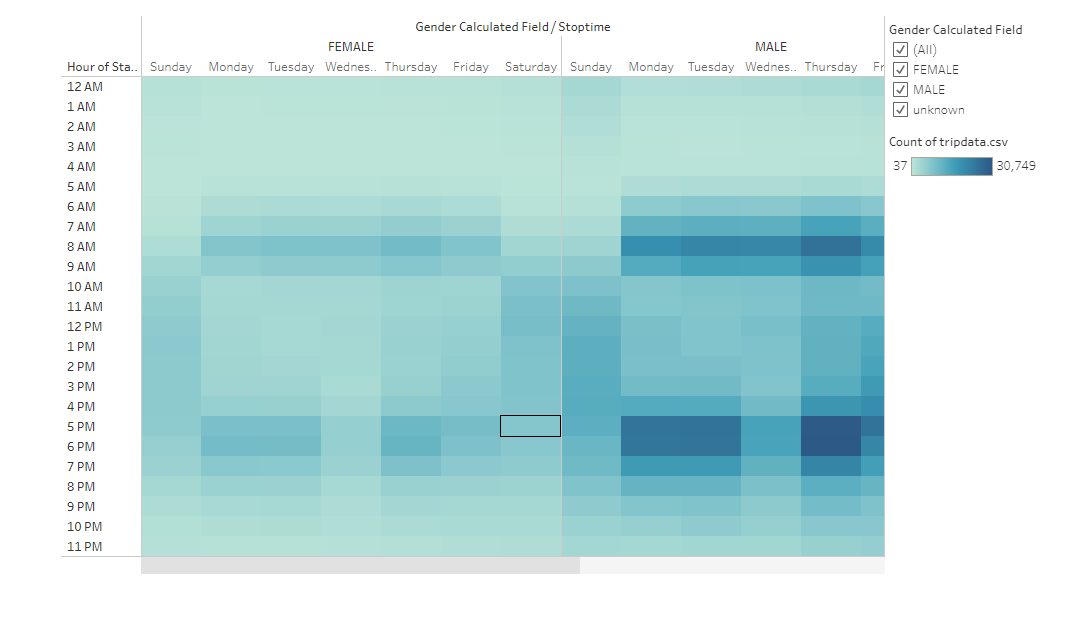 Gender Calculated Field / Stoptime
FEMALE MALE
Hour of Sta.. Sunday Monday Tuesday Wednes.. Thursday Friday Saturday Sunday Monday Tuesday Wednes.. Thursday Fr
12 AM
1 AM
2 AM
3 AM
4 AM
5 AM
6 AM
7 AM
8 AM
9 AM
10 AM
11 AM
12 PM
1 PM
2 PM
3 PM
4 PM
5 PM
6 PM
7 PM
8 PM
9 PM
10 PM
11 PM
Gender Calculated Field
(All)
FEMALE
MALE
unknown
Count of tripdata.csv
37 30,749